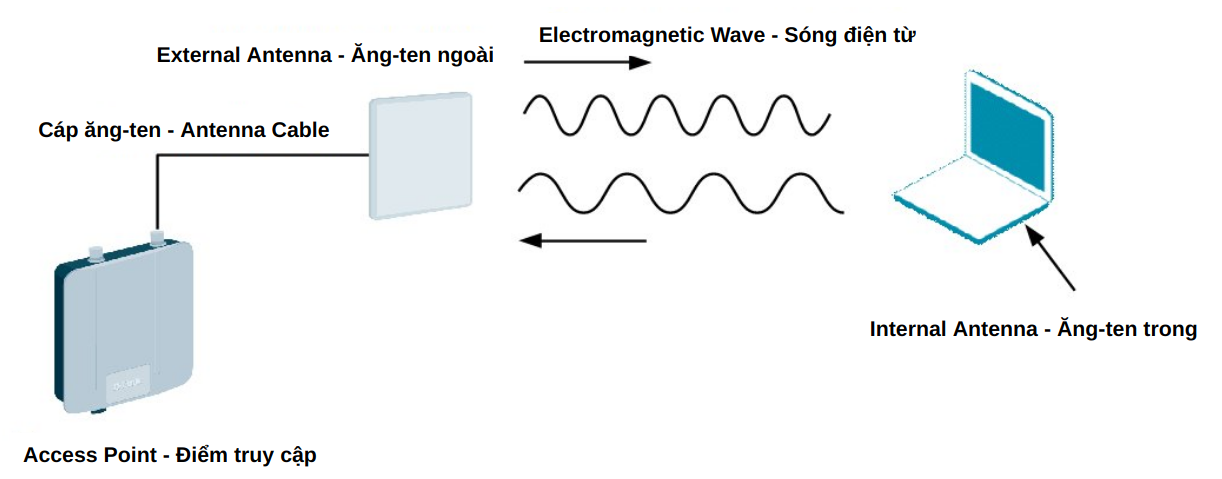 Electromagnetic Wave - Sóng điện từ
External Antenna - Ăng-ten ngoài
Cáp ăng-ten - Antenna Cable
Internal Antenna - Ăng-ten trong
Access Point - Điểm truy cập